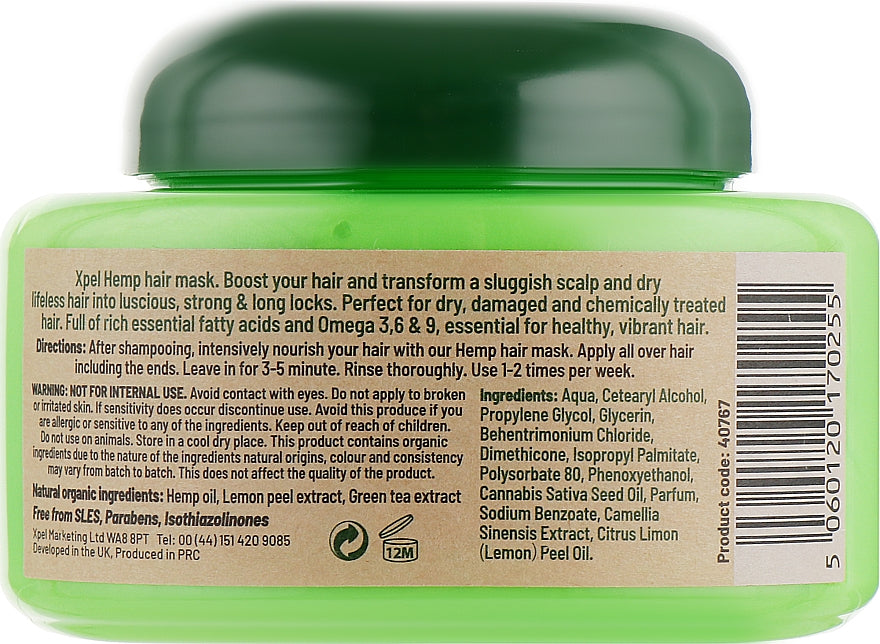 Xpel Hemp hair mask. Boost your hair and transform a sluggish scalp and dry
lifeless hair into luscious, strong & long locks. Perfect for dry, damaged and chemically treated
hair. Full of rich essential fatty acids and Omega 3,6 & 9, essential for healthy, vibrant hair.
Directions: After shampooing, intensively nourish your hair with our Hemp hair mask. Apply all over hair
including the ends. Leave in for 3-5 minute. Rinse thoroughly. Use 1-2 times per week.
WARNING: NOT FOR INTERNAL USE. Avoid contact with eyes. Do not apply to broken
or irritated skin. If sensitivity does occur discontinue use. Avoid this produce if you
are allergic or sensitive to any of the ingredients. Keep out of reach of children.
Do not use on animals. Store in a cool dry place. This product contains organic
ingredients due to the nature of the ingredients natural origins, colour and consistency
may vary from batch to batch. This does not affect the quality of the product.
Natural organic ingredients: Hemp oil, Lemon peel extract, Green tea extract
Free from SLES, Parabens, Isothiazolinones
Xpel Marketing Ltd WA8 8PT Tel: 00 (44) 151 420 9085
Developed in the UK, Produced in PRC
12M
Ingredients: Aqua, Cetearyl Alcohol,
Propylene Glycol, Glycerin,
Behentrimonium Chloride,
Dimethicone, Isopropyl Palmitate,
Polysorbate 80, Phenoxyethanol,
Cannabis Sativa Seed Oil, Parfum,
Sodium Benzoate, Camellia
Sinensis Extract, Citrus Limon
(Lemon) Peel Oil.
Product code: 40767
5 060120 170255